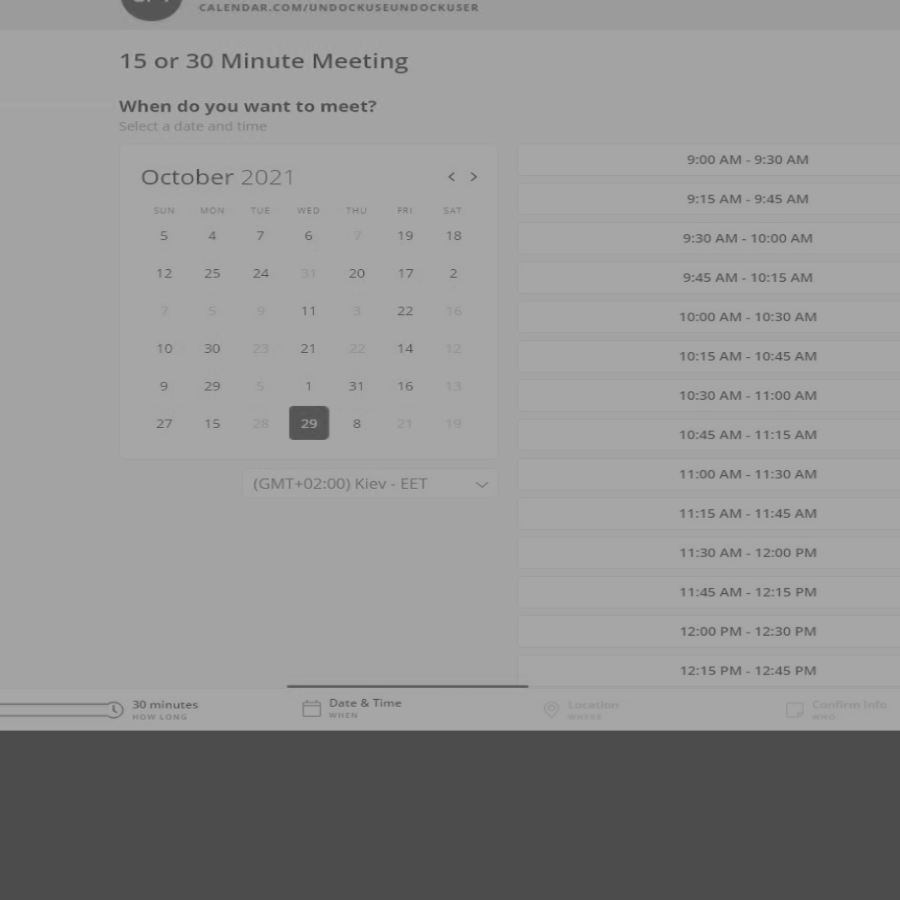 CALENDAR.COM/UNDOCKUSEUNDOCKUSER
15 or 30 Minute Meeting
When do you want to meet?
Select a date and time
October 2021
< >
SUN MON TUE WED THU FRI SAT
5 4 7 6 7 19 18
12 25 24 31 20 17 2
7 5 9 11 3 22 16
10 30 23 21 22 14 12
9 29 5 1 31 16 13
27 15 28 29 8 21 19
(GMT+02:00) Kiev - EET
9:00 AM - 9:30 AM
9:15 AM - 9:45 AM
9:30 AM - 10:00 AM
9:45 AM - 10:15 AM
10:00 AM - 10:30 AM
10:15 AM - 10:45 AM
10:30 AM - 11:00 AM
10:45 AM - 11:15 AM
11:00 AM - 11:30 AM
11:15 AM - 11:45 AM
11:30 AM - 12:00 PM
11:45 AM - 12:15 PM
12:00 PM - 12:30 PM
12:15 PM - 12:45 PM
30 minutes
HOW LONG
Date & Time
WHEN
Location
WHERE
Confirm info
WHO